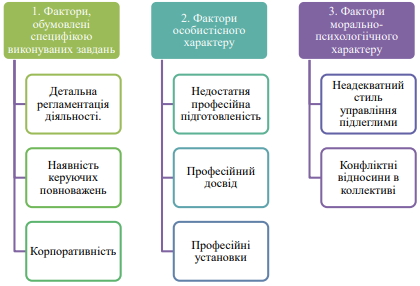 1. Фактори,
обумовлені
специфікою
виконуваних завдань
Детальна
регламентація
діяльності.
Наявність
керуючих
повноважень
Корпоративність
2. Фактори
особистісного
характеру
Недостатня
професійна
підготовленість
Професійний
досвід
Професійні
установки
3. Фактори
морально-
психологічного
характеру
Неадекватний
стиль
управління
підлеглими
Конфліктні
відносини в
коллективі